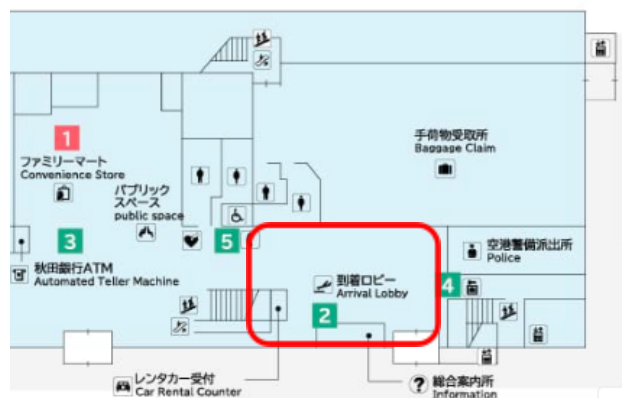 手荷物受取所
Baggage Claim
1
ファミリーマート
Convenience Store
パブリック
スペース
public space
3
5
秋田銀行ATM
Automated Teller Machine
空港警備派出所
Police
到着ロビー
Arrival Lobby
4
2
レンタカー受付
Car Rental Counter
?
総合案内所
Information